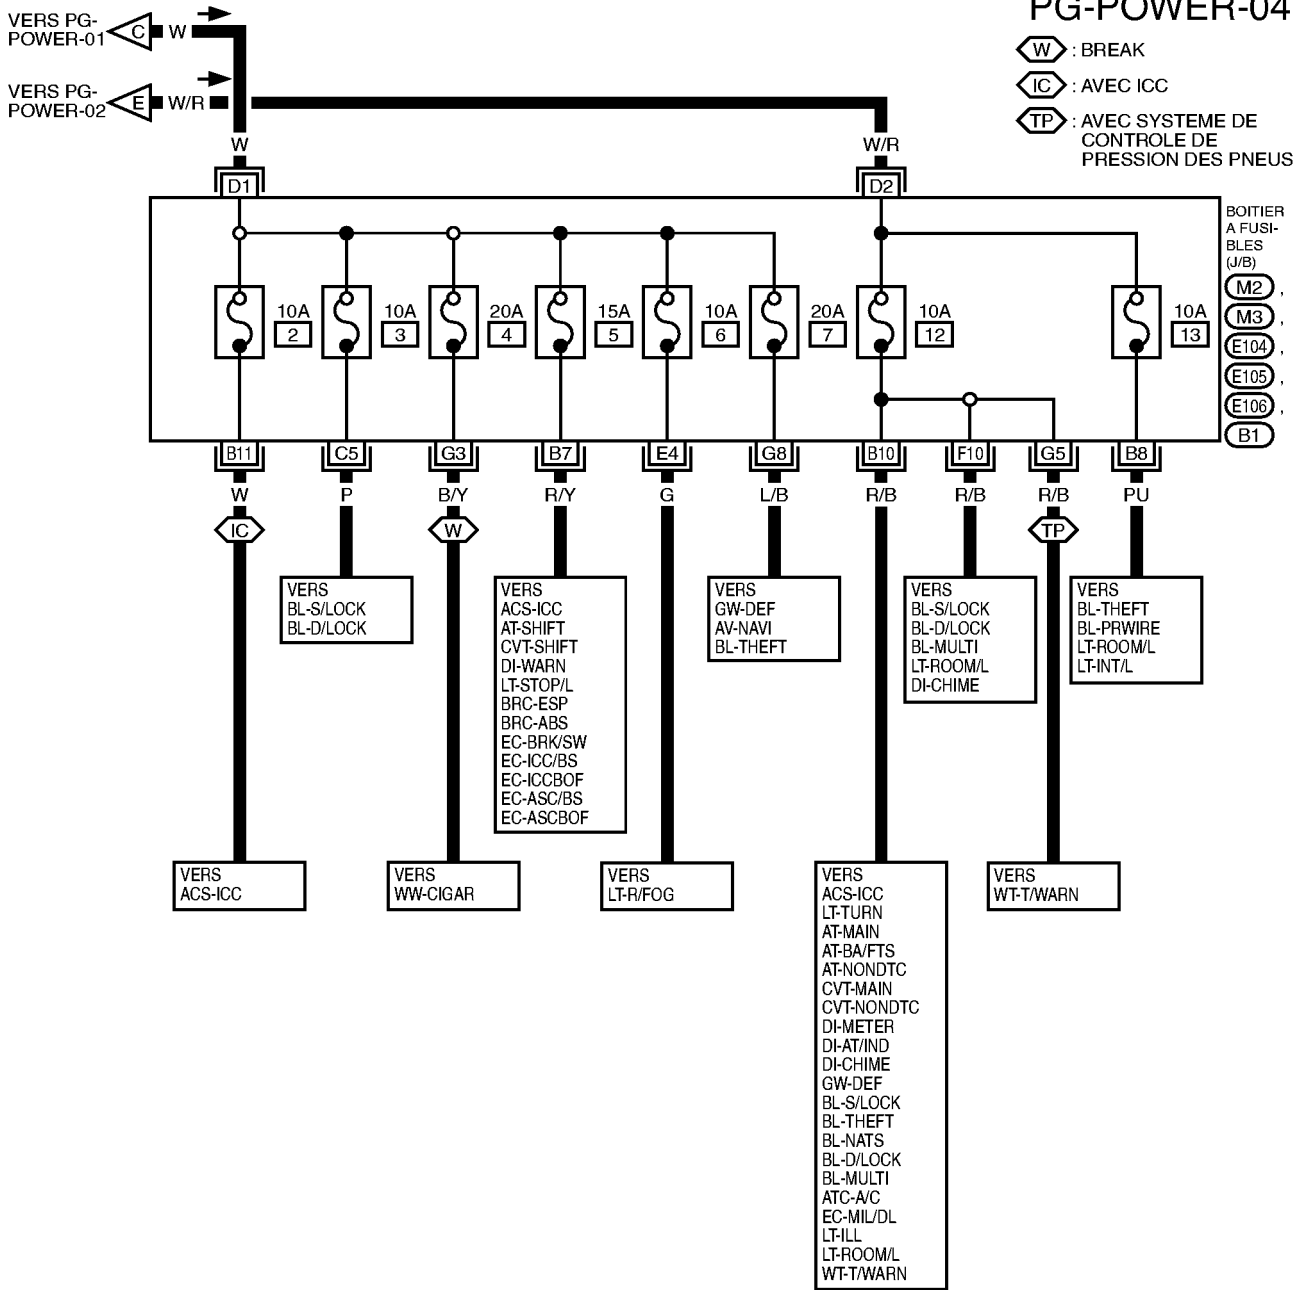 PG-POWER-04
VERS PG-
POWER-01
C
W
VERS PG-
POWER-02
E
W/R
W : BREAK
IC : AVEC ICC
TP : AVEC SYSTEME DE
CONTROLE DE
PRESSION DES PNEUS
W
W/R
D1
D2
BOITIER
A FUSI-
BLES
(J/B)
M2 ,
M3 ,
E104 ,
E105 ,
E106 ,
B1
10A
2
10A
3
20A
4
15A
5
10A
6
20A
7
10A
12
10A
13
B11
C5
G3
B7
E4
G8
B10
F10
G5
B8
W
P
B/Y
R/Y
G
L/B
R/B
R/B
R/B
PU
IC
W
TP
VERS
BL-S/LOCK
BL-D/LOCK
VERS
ACS-ICC
AT-SHIFT
CVT-SHIFT
DI-WARN
LT-STOP/L
BRC-ESP
BRC-ABS
EC-BRK/SW
EC-ICC/BS
EC-ICCBOF
EC-ASC/BS
EC-ASCBOF
VERS
GW-DEF
AV-NAVI
BL-THEFT
VERS
BL-S/LOCK
BL-D/LOCK
BL-MULTI
LT-ROOM/L
DI-CHIME
VERS
BL-THEFT
BL-PRWIRE
LT-ROOM/L
LT-INT/L
VERS
ACS-ICC
VERS
WW-CIGAR
VERS
LT-R/FOG
VERS
ACS-ICC
LT-TURN
AT-MAIN
AT-BA/FTS
AT-NONDTC
CVT-MAIN
CVT-NONDTC
DI-METER
DI-AT/IND
DI-CHIME
GW-DEF
BL-S/LOCK
BL-THEFT
BL-NATS
BL-D/LOCK
BL-MULTI
ATC-A/C
EC-MIL/DL
LT-ILL
LT-ROOM/L
WT-T/WARN
VERS
WT-T/WARN